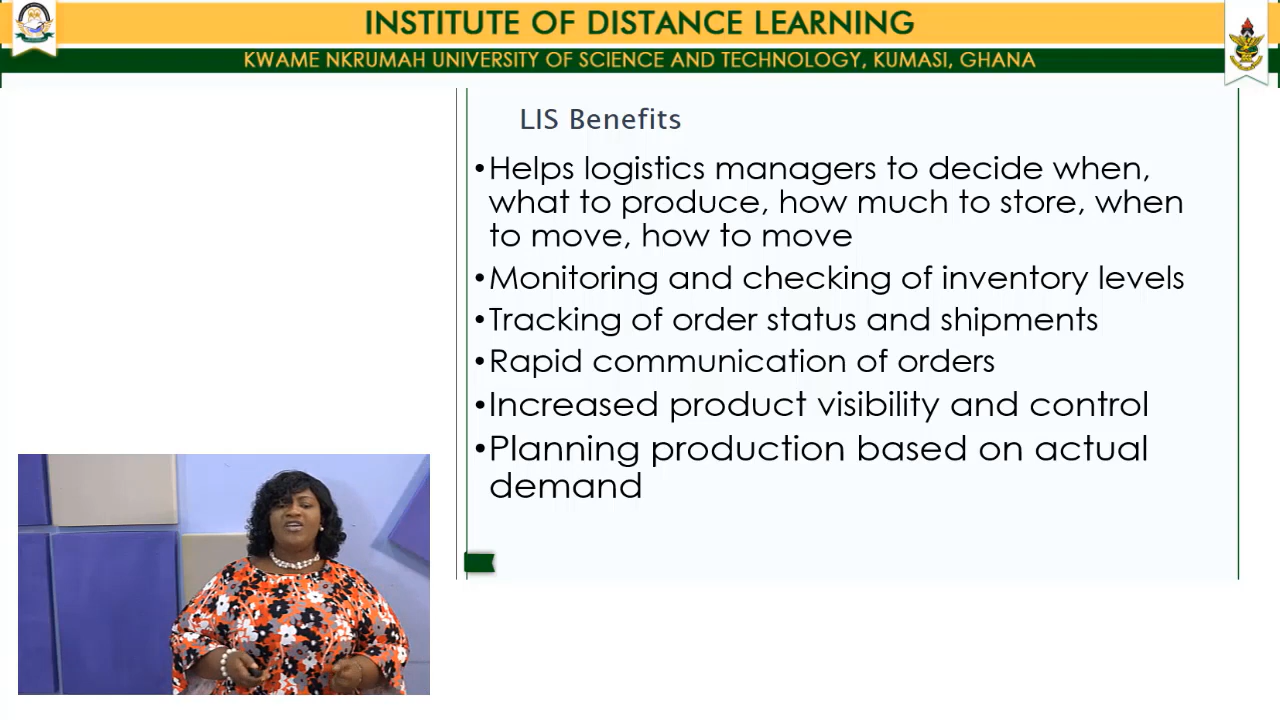 INSTITUTE OF DISTANCE LEARNING
KWAME NKRUMAH UNIVERSITY OF SCIENCE AND TECHNOLOGY, KUMASI, GHANA
LIS Benefits
•Helps logistics managers to decide when,
what to produce, how much to store, when
to move, how to move
•Monitoring and checking of inventory levels
•Tracking of order status and shipments
•Rapid communication of orders
•Increased product visibility and control
•Planning production based on actual
demand